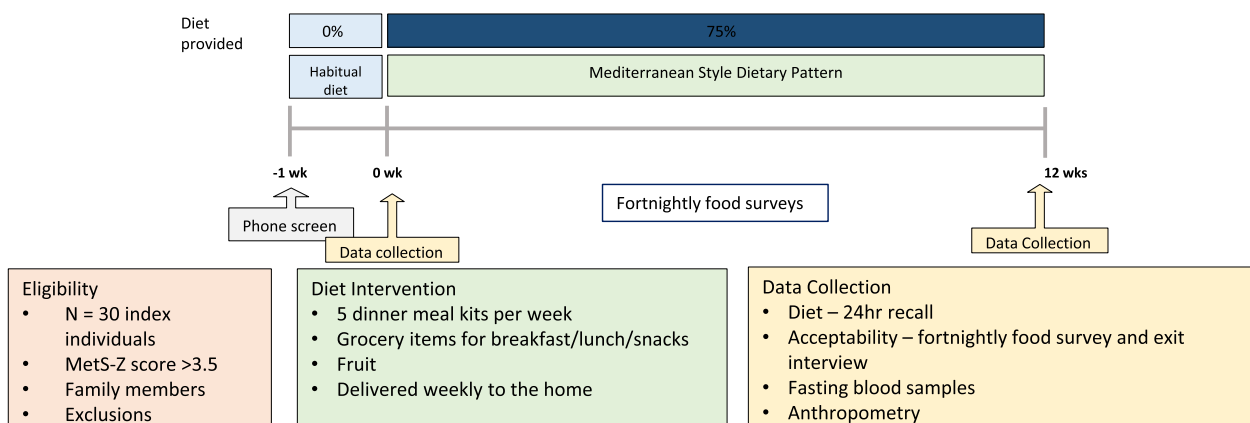 Diet
provided
0%
75%
Habitual
diet
Mediterranean Style Dietary Pattern
-1 wk
0 wk
12 wks
Phone screen
Data collection
Fortnightly food surveys
Data Collection
Eligibility
• N = 30 index
individuals
• MetS-Z score >3.5
• Family members
• Exclusions
Diet Intervention
• 5 dinner meal kits per week
• Grocery items for breakfast/lunch/snacks
• Fruit
• Delivered weekly to the home
Data Collection
• Diet – 24hr recall
• Acceptability – fortnightly food survey and exit
interview
• Fasting blood samples
• Anthropometry